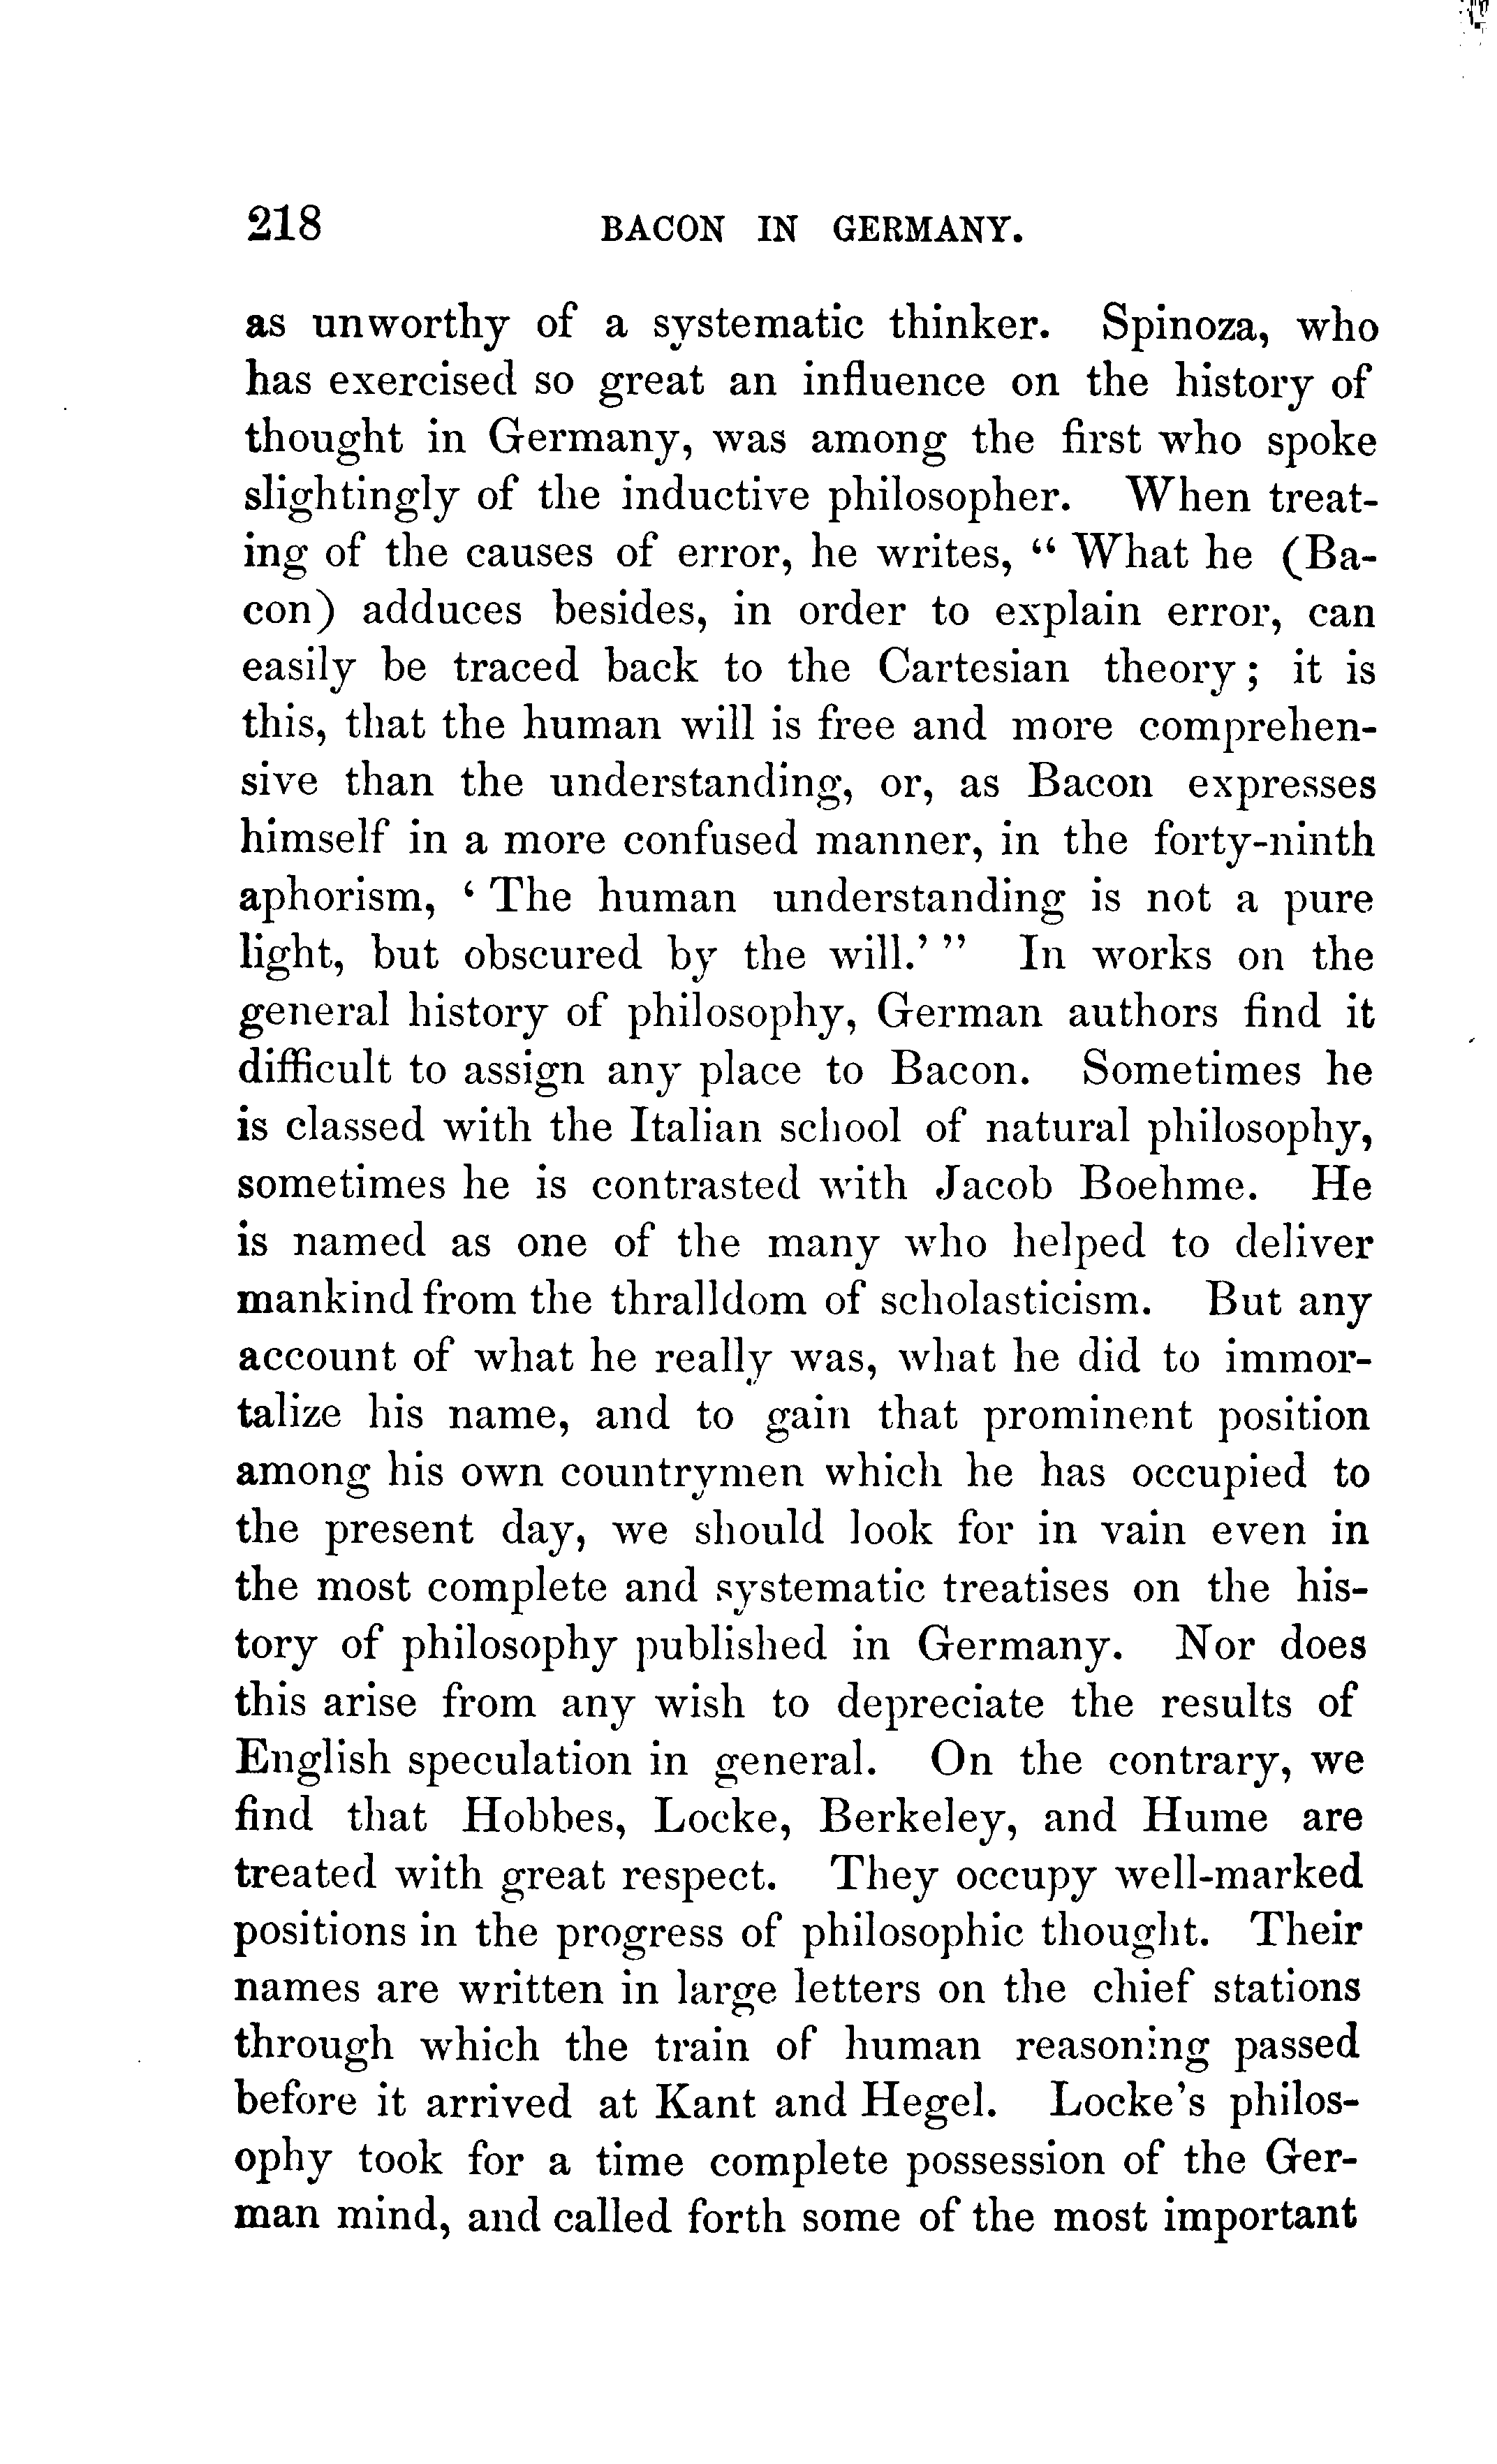 218 BACON IN GERMANY.
as unworthy of a systematic thinker. Spinoza, who
has exercised so great an influence on the history of
thought in Germany, was among the first who spoke
slightingly of the inductive philosopher. When treat-
ing of the causes of error, he writes, “ What he (Ba-
con) adduces besides, in order to explain error, can
easily be traced back to the Cartesian theory; it is
this, that the human will is free and more comprehen-
sive than the understanding, or, as Bacon expresses
himself in a more confused manner, in the forty-ninth
aphorism, ‘ The human understanding is not a pure
light, but obscured by the will.’ ” In works on the
general history of philosophy, German authors find it
difficult to assign any place to Bacon. Sometimes he
is classed with the Italian school of natural philosophy,
sometimes he is contrasted with Jacob Boehme. He
is named as one of the many who helped to deliver
mankind from the thralldom of scholasticism. But any
account of what he really was, what he did to immor-
talize his name, and to gain that prominent position
among his own countrymen which he has occupied to
the present day, we should look for in vain even in
the most complete and systematic treatises on the his-
tory of philosophy published in Germany. Nor does
this arise from any wish to depreciate the results of
English speculation in general. On the contrary, we
find that Hobbes, Locke, Berkeley, and Hume are
treated with great respect. They occupy well-marked
positions in the progress of philosophic thought. Their
names are written in large letters on the chief stations
through which the train of human reasoning passed
before it arrived at Kant and Hegel. Locke’s philos-
ophy took for a time complete possession of the Ger-
man mind, and called forth some of the most important